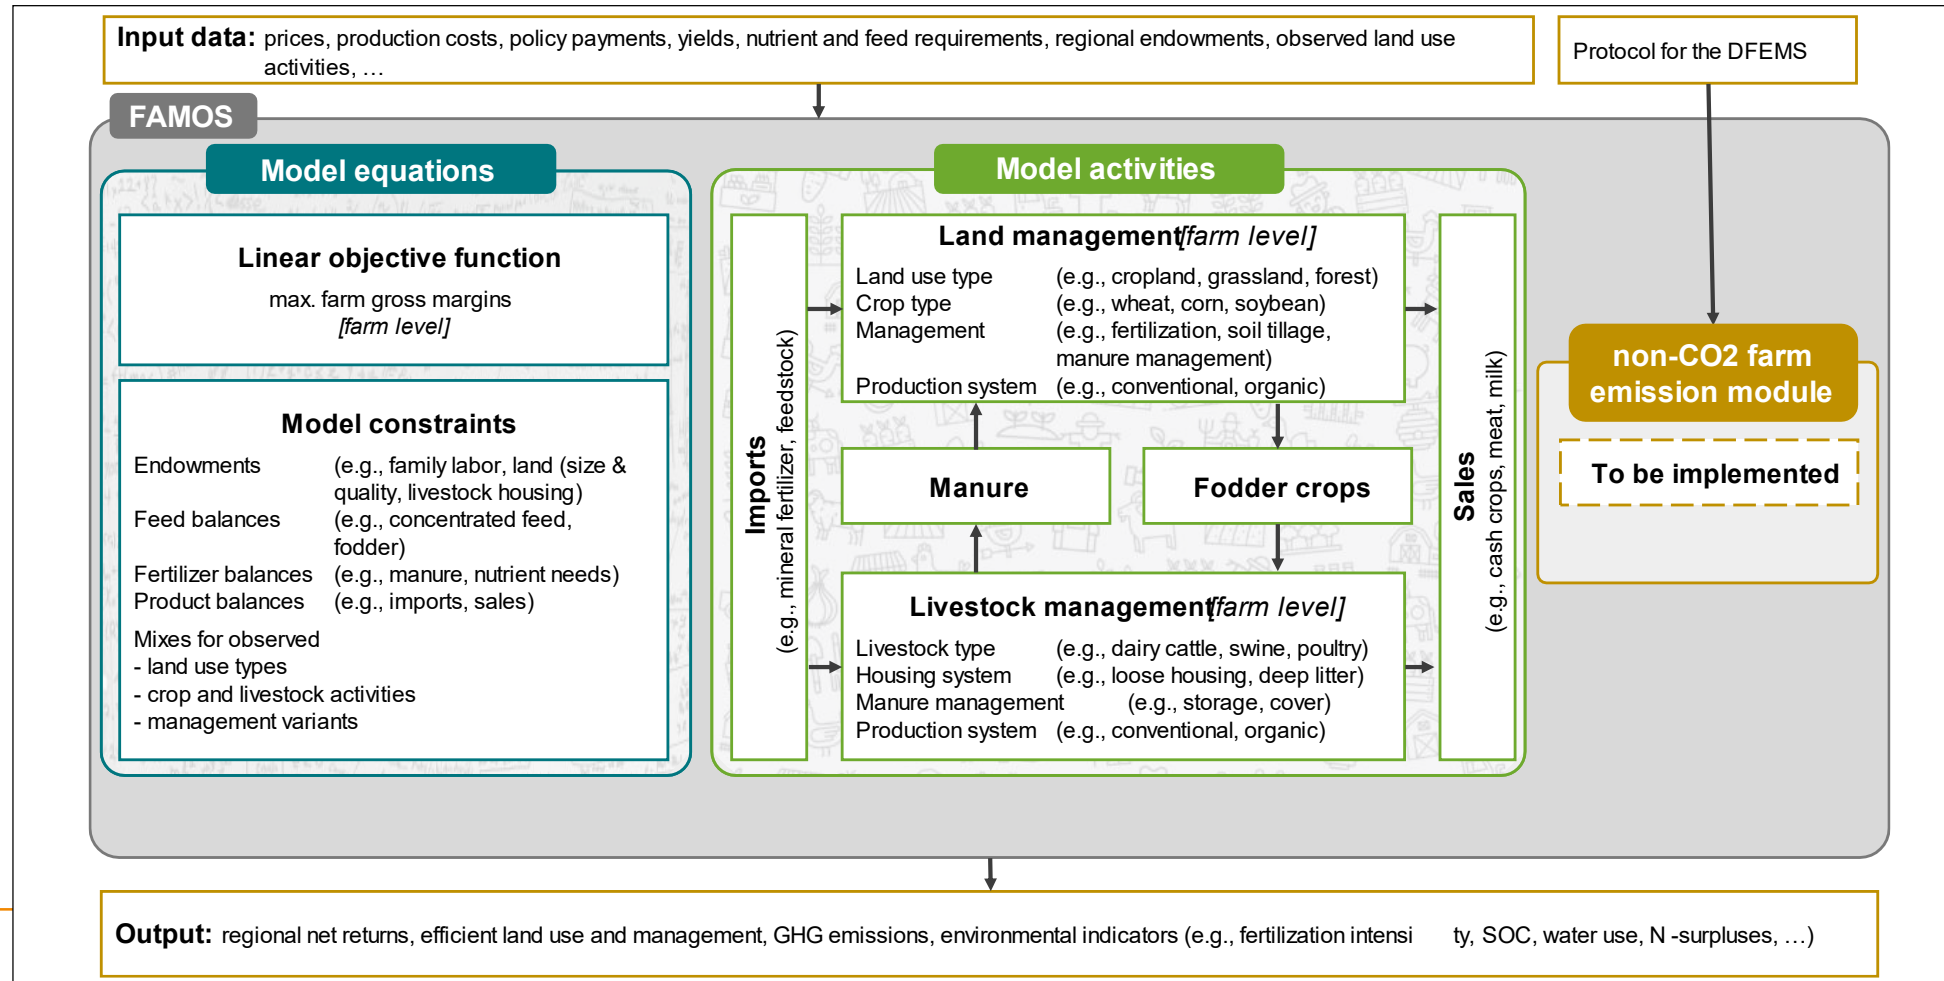 Input data: prices, production costs, policy payments, yields, nutrient and feed requirements, regional endowments, observed land use
activities, …
Protocol for the DFEMS
FAMOS
Model equations
Linear objective function
max. farm gross margins
[farm level]
Model constraints
Endowments (e.g., family labor, land (size &
quality, livestock housing)
Feed balances (e.g., concentrated feed,
fodder)
Fertilizer balances (e.g., manure, nutrient needs)
Product balances (e.g., imports, sales)
Mixes for observed
- land use types
- crop and livestock activities
- management variants
Model activities
Imports
(e.g., mineral fertilizer, feedstock)
Land management[farm level]
Land use type (e.g., cropland, grassland, forest)
Crop type (e.g., wheat, corn, soybean)
Management (e.g., fertilization, soil tillage,
manure management)
Production system (e.g., conventional, organic)
Manure
Fodder crops
Livestock management[farm level]
Livestock type (e.g., dairy cattle, swine, poultry)
Housing system (e.g., loose housing, deep litter)
Manure management (e.g., storage, cover)
Production system (e.g., conventional, organic)
Sales
(e.g., cash crops, meat, milk)
non-CO2 farm
emission module
To be implemented
Output: regional net returns, efficient land use and management, GHG emissions, environmental indicators (e.g., fertilization intensi ty, SOC, water use, N -surpluses, …)